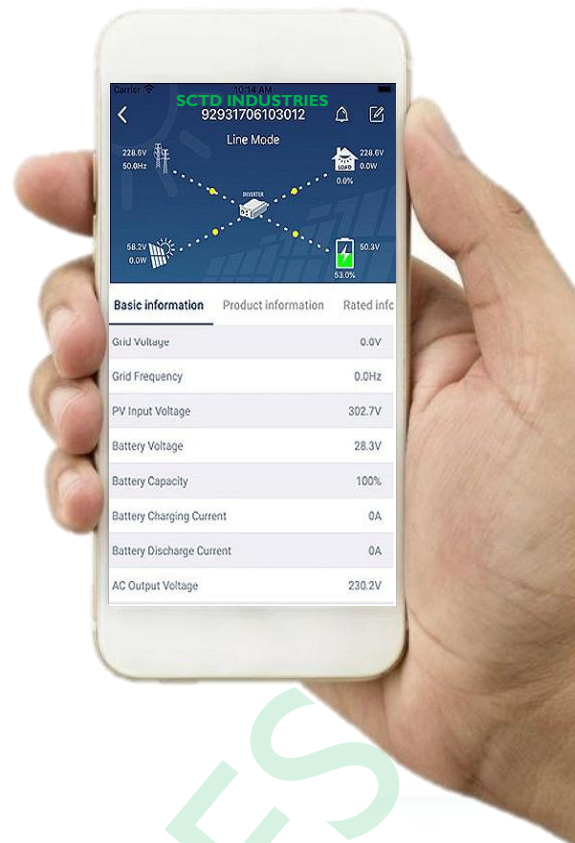 Carrier 10:14 AM
SCTD INDUSTRIES
92931706103012
Line Mode
228.6V
50.0Hz
228.6V
LOAD 0.0W
0.0%
INVERTER
58.2V
0.0W
50.3V
53.0%
Basic information Product information Rated info
Grid Voltage 0.0V
Grid Frequency 0.0Hz
PV Input Voltage 302.7V
Battery Voltage 28.3V
Battery Capacity 100%
Battery Charging Current 0A
Battery Discharge Current 0A
AC Output Voltage 230.2V
ES